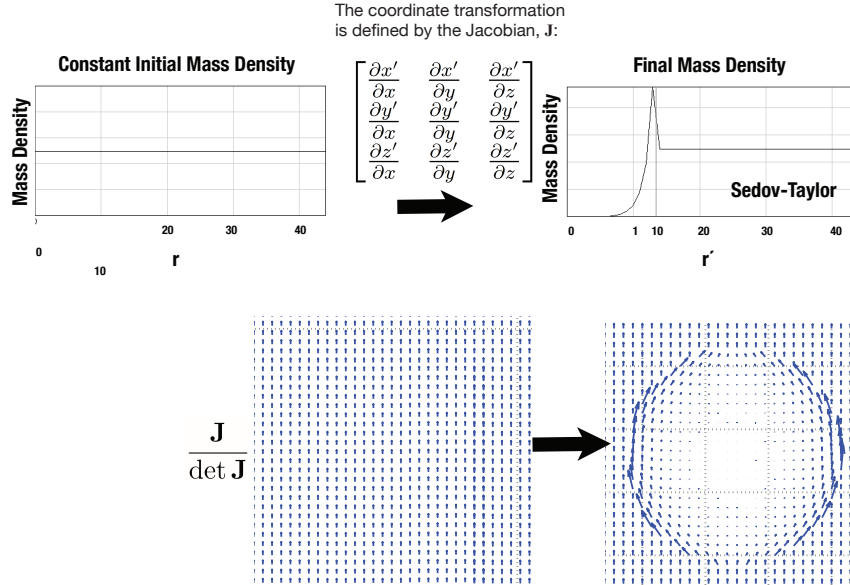 The coordinate transformation
is defined by the Jacobian, J:
Constant Initial Mass Density
Mass Density
20 30 40
0
10
r
∂x′/∂x ∂x′/∂y ∂x′/∂z
∂y′/∂x ∂y′/∂y ∂y′/∂z
∂z′/∂x ∂z′/∂y ∂z′/∂z
Final Mass Density
Mass Density
Sedov-Taylor
0 1 10 20 30 40
r´
J
det J